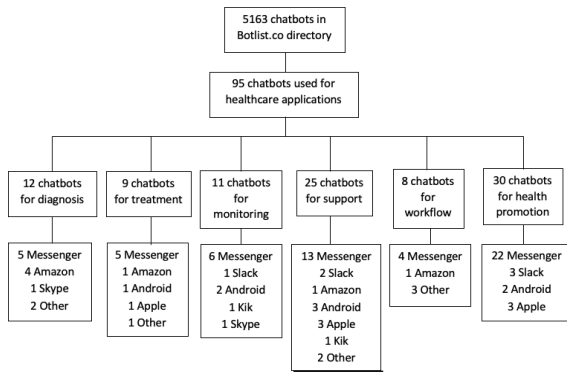 5163 chatbots in
Botlist.co directory
95 chatbots used for
healthcare applications
12 chatbots
for diagnosis
9 chatbots
for treatment
11 chatbots
for
monitoring
25 chatbots
for support
8 chatbots
for
workflow
30 chatbots
for health
promotion
5 Messenger
4 Amazon
1 Skype
2 Other
5 Messenger
1 Amazon
1 Android
1 Apple
1 Other
6 Messenger
1 Slack
2 Android
1 Kik
1 Skype
13 Messenger
2 Slack
1 Amazon
3 Android
3 Apple
1 Kik
2 Other
4 Messenger
1 Amazon
3 Other
22 Messenger
3 Slack
2 Android
3 Apple